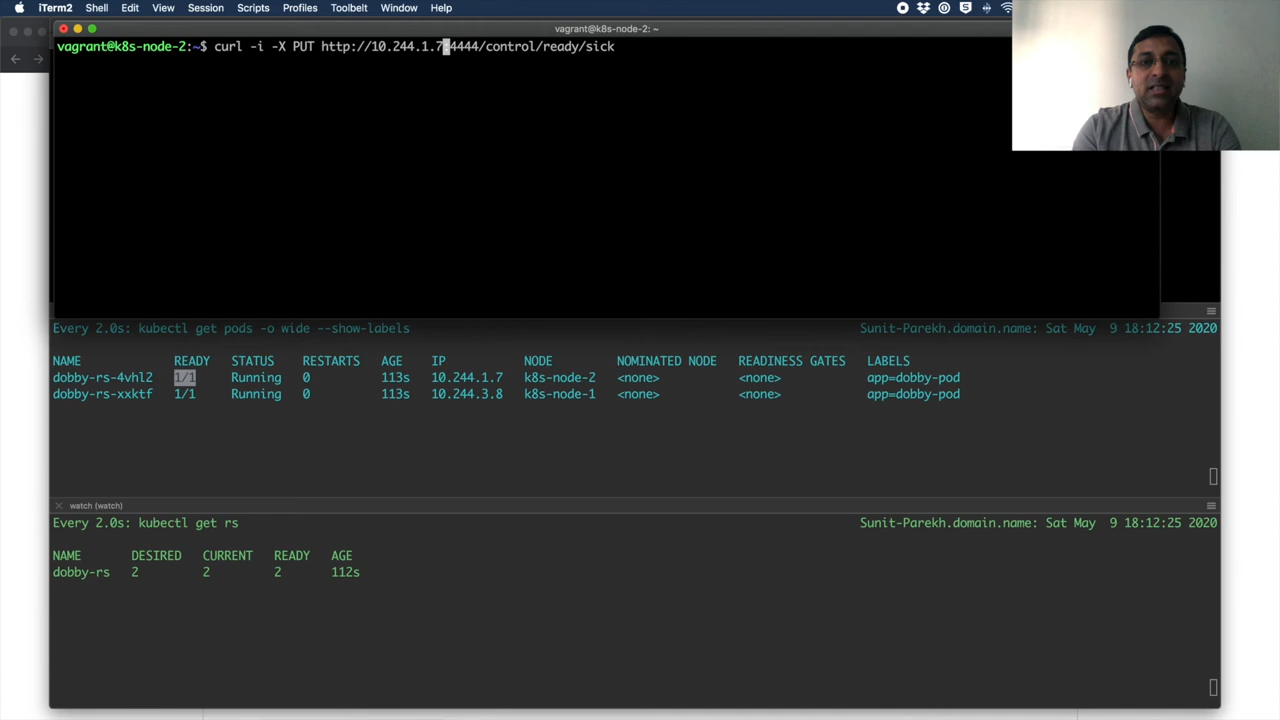 iTerm2 Shell Edit View Session Scripts Profiles Toolbelt Window Help
vagrant@k8s-node-2: ~
vagrant@k8s-node-2:~$ curl -i -X PUT http://10.244.1.7:4444/control/ready/sick
Every 2.0s: kubectl get pods -o wide --show-labels Sunit-Parekh.domain.name: Sat May 9 18:12:25 2020
NAME READY STATUS RESTARTS AGE IP NODE NOMINATED NODE READINESS GATES LABELS
dobby-rs-4vhl2 1/1 Running 0 113s 10.244.1.7 k8s-node-2 <none> <none> app=dobby-pod
dobby-rs-xxktf 1/1 Running 0 113s 10.244.3.8 k8s-node-1 <none> <none> app=dobby-pod
watch (watch)
Every 2.0s: kubectl get rs Sunit-Parekh.domain.name: Sat May 9 18:12:25 2020
NAME DESIRED CURRENT READY AGE
dobby-rs 2 2 2 112s